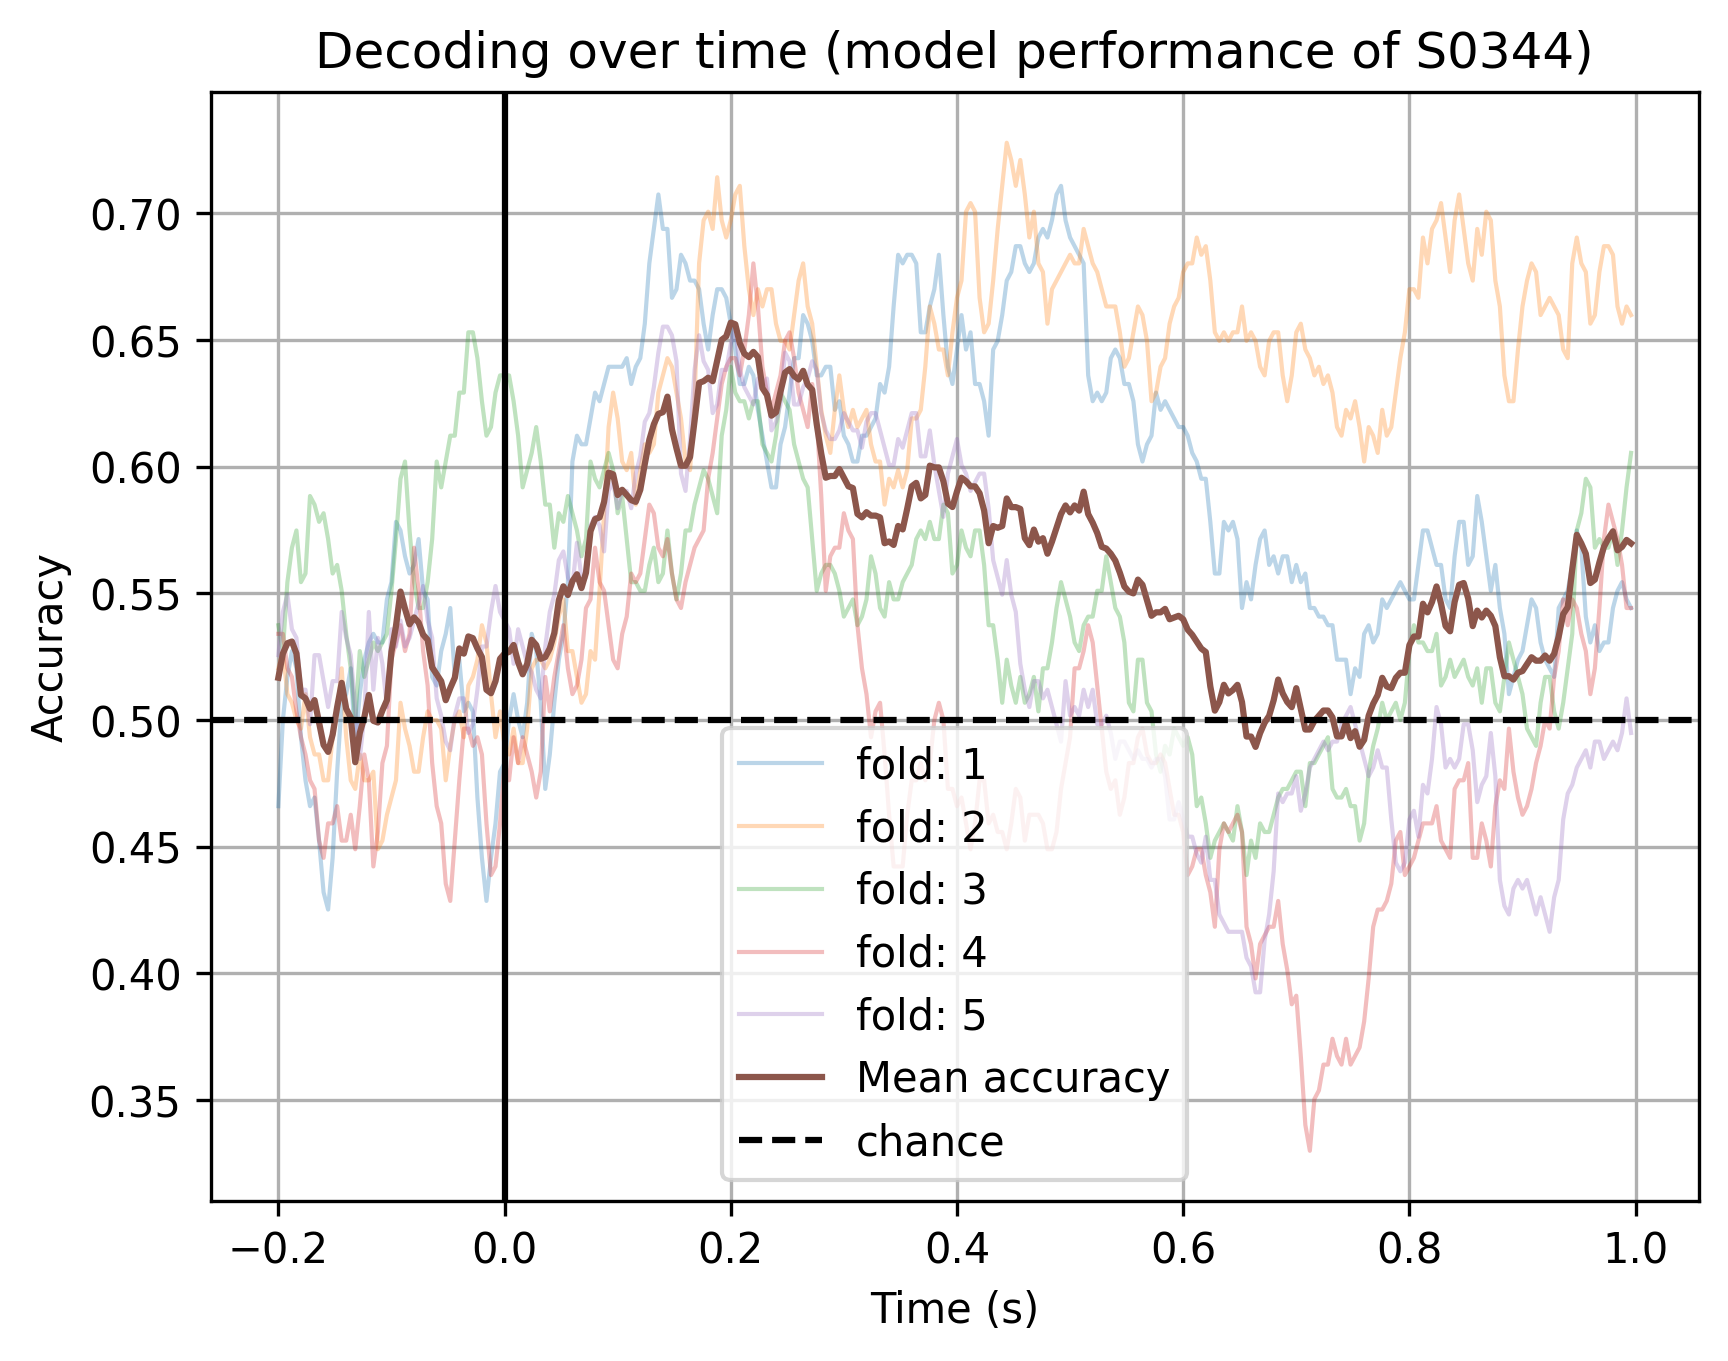 Decoding over time (model performance of S0344)
Accuracy
0.70
0.65
0.60
0.55
0.50
0.45
0.40
0.35
fold: 1
fold: 2
fold: 3
fold: 4
fold: 5
Mean accuracy
chance
−0.2 0.0 0.2 0.4 0.6 0.8 1.0
Time (s)